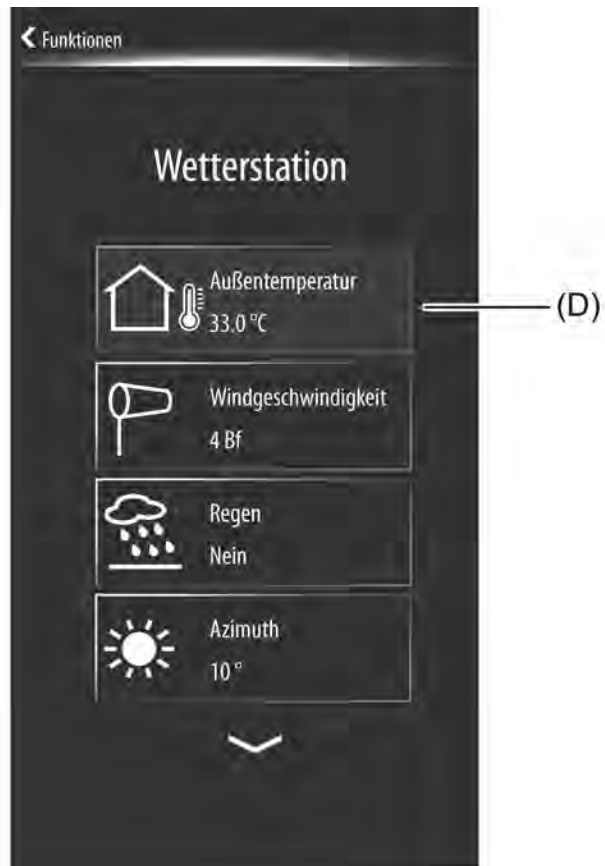 Funktionen
Wetterstation
Außentemperatur
33.0 °C
(D)
Windgeschwindigkeit
4 Bf
Regen
Nein
Azimuth
10 °